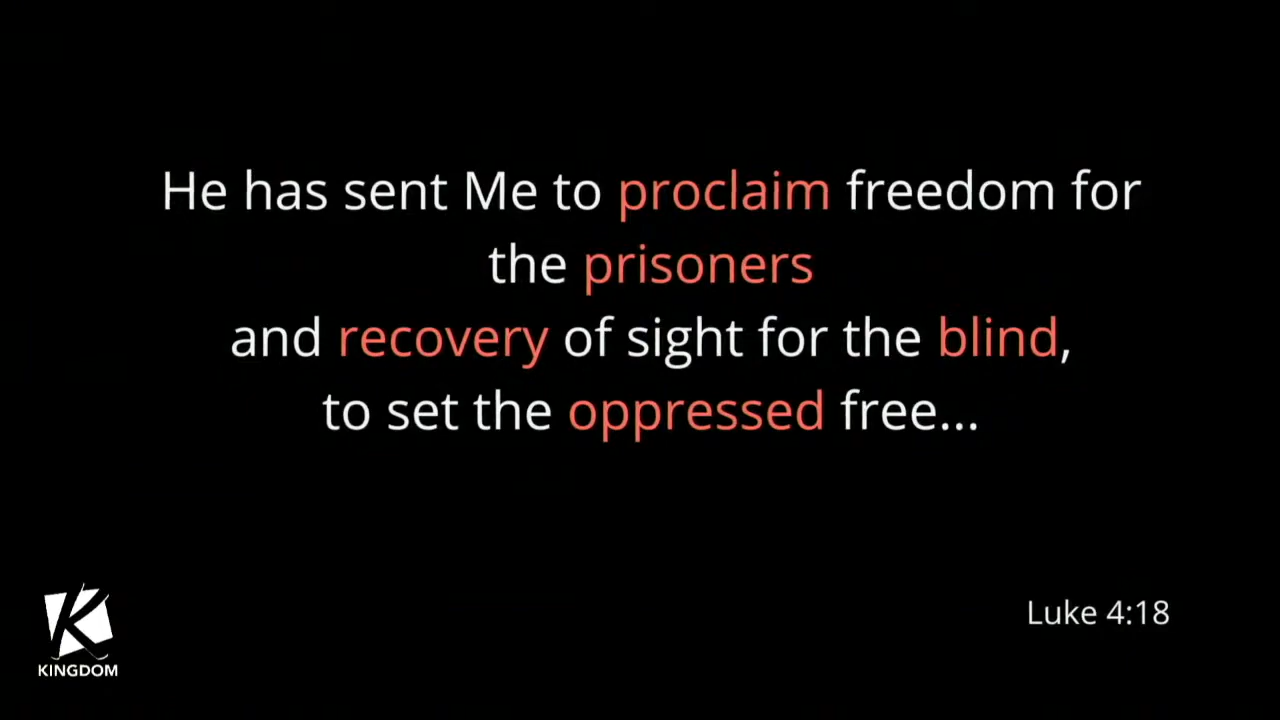 He has sent Me to proclaim freedom for
the prisoners
and recovery of sight for the blind,
to set the oppressed free...
Luke 4:18
K
KINGDOM